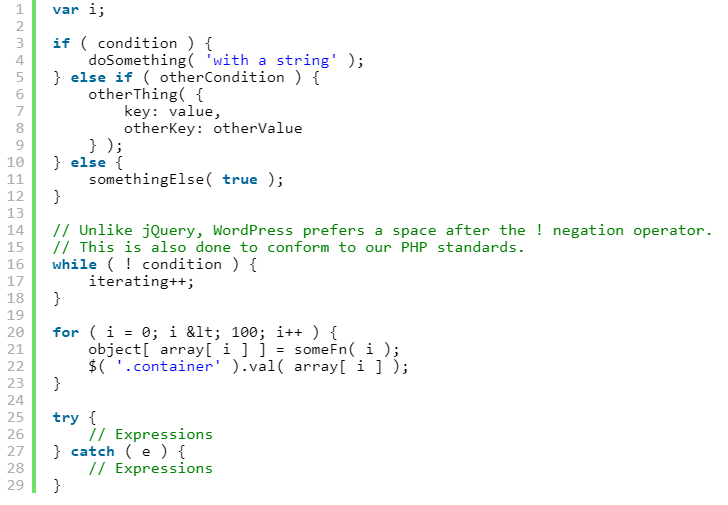 1 var i;
2
3 if ( condition ) {
4     doSomething( 'with a string' );
5 } else if ( otherCondition ) {
6     otherThing( {
7         key: value,
8         otherKey: otherValue
9     } );
10 } else {
11     somethingElse( true );
12 }
13
14 // Unlike jQuery, WordPress prefers a space after the ! negation operator.
15 // This is also done to conform to our PHP standards.
16 while ( ! condition ) {
17     iterating++;
18 }
19
20 for ( i = 0; i &lt; 100; i++ ) {
21     object[ array[ i ] ] = someFn( i );
22     $( '.container' ).val( array[ i ] );
23 }
24
25 try {
26     // Expressions
27 } catch ( e ) {
28     // Expressions
29 }